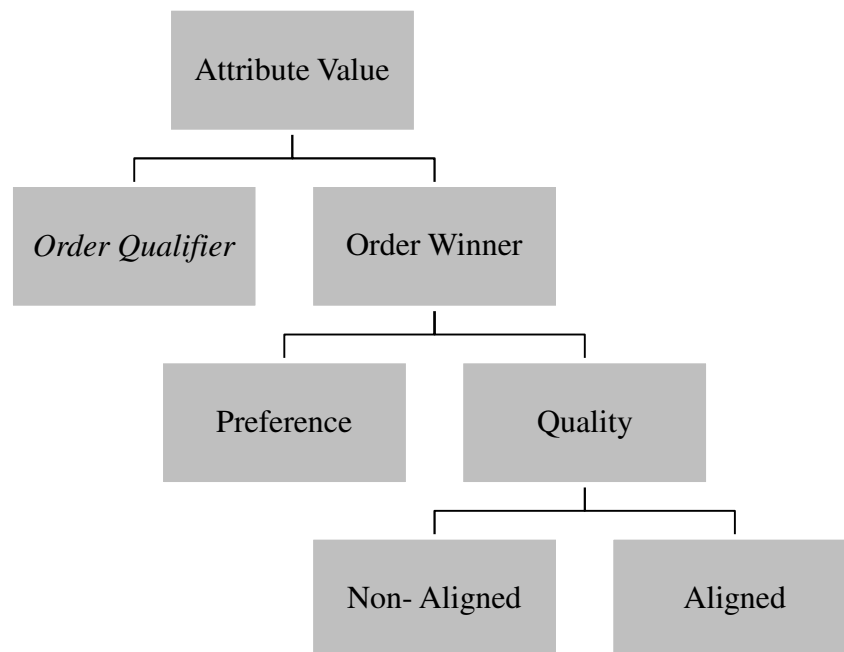 Attribute Value
Order Qualifier
Order Winner
Preference
Quality
Non- Aligned
Aligned